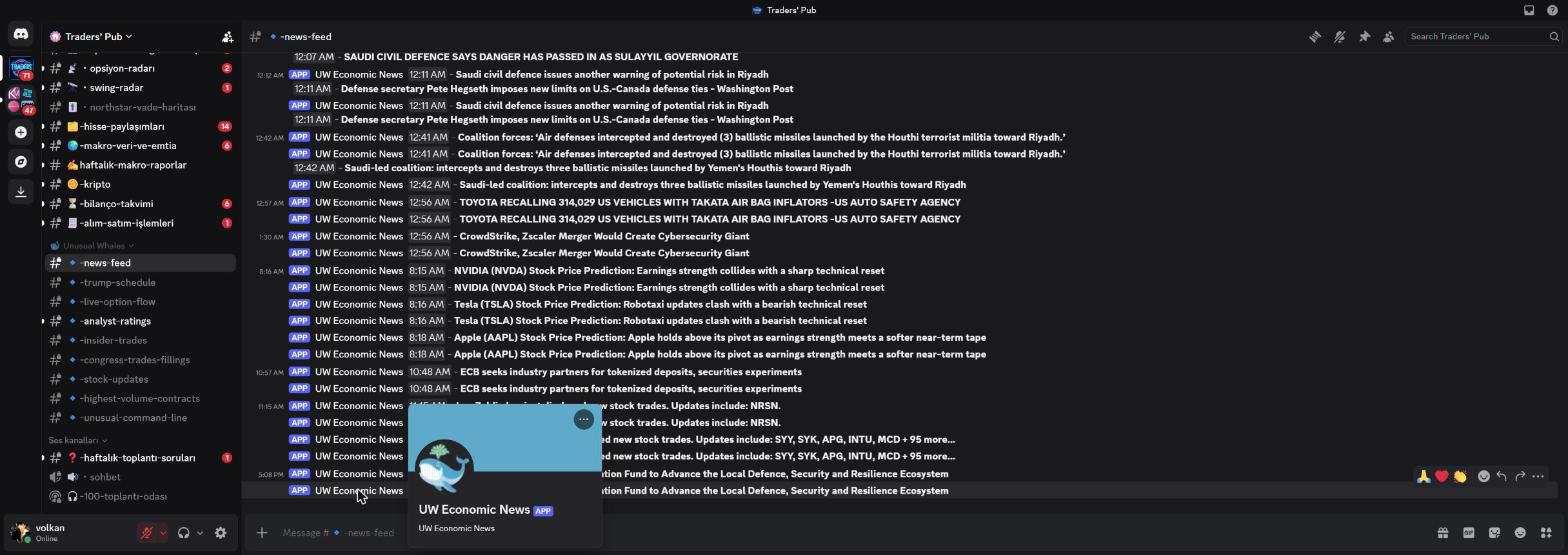 Traders' Pub
Traders' Pub
opsiyon-radarı 2
swing-radar 1
northstar-vade-haritası
-hisse-paylaşımları 14
-makro-veri-ve-emtia 6
haftalık-makro-raporlar
-kripto
-bilanço-takvimi 6
-alım-satım-işlemleri 1
Unusual Whales
-news-feed
-trump-schedule
-live-option-flow
-analyst-ratings
-insider-trades
-congress-trades-fillings
-stock-updates
-highest-volume-contracts
-unusual-command-line
Ses kanalları
-haftalık-toplantı-soruları 1
sohbet
-100-toplantı-odası
volkan
Online
TRADERS
71
47
-news-feed
Search Traders' Pub
12:07 AM - SAUDI CIVIL DEFENCE SAYS DANGER HAS PASSED IN AS SULAYYIL GOVERNORATE
12:12 AM APP UW Economic News 12:11 AM - Saudi civil defence issues another warning of potential risk in Riyadh
12:11 AM - Defense secretary Pete Hegseth imposes new limits on U.S.-Canada defense ties - Washington Post
APP UW Economic News 12:11 AM - Saudi civil defence issues another warning of potential risk in Riyadh
12:11 AM - Defense secretary Pete Hegseth imposes new limits on U.S.-Canada defense ties - Washington Post
12:42 AM APP UW Economic News 12:41 AM - Coalition forces: ‘Air defenses intercepted and destroyed (3) ballistic missiles launched by the Houthi terrorist militia toward Riyadh.’
APP UW Economic News 12:41 AM - Coalition forces: ‘Air defenses intercepted and destroyed (3) ballistic missiles launched by the Houthi terrorist militia toward Riyadh.’
12:42 AM - Saudi-led coalition: intercepts and destroys three ballistic missiles launched by Yemen's Houthis toward Riyadh
APP UW Economic News 12:42 AM - Saudi-led coalition: intercepts and destroys three ballistic missiles launched by Yemen's Houthis toward Riyadh
12:57 AM APP UW Economic News 12:56 AM - TOYOTA RECALLING 314,029 US VEHICLES WITH TAKATA AIR BAG INFLATORS -US AUTO SAFETY AGENCY
APP UW Economic News 12:56 AM - TOYOTA RECALLING 314,029 US VEHICLES WITH TAKATA AIR BAG INFLATORS -US AUTO SAFETY AGENCY
1:30 AM APP UW Economic News 12:56 AM - CrowdStrike, Zscaler Merger Would Create Cybersecurity Giant
APP UW Economic News 12:56 AM - CrowdStrike, Zscaler Merger Would Create Cybersecurity Giant
8:16 AM APP UW Economic News 8:15 AM - NVIDIA (NVDA) Stock Price Prediction: Earnings strength collides with a sharp technical reset
APP UW Economic News 8:15 AM - NVIDIA (NVDA) Stock Price Prediction: Earnings strength collides with a sharp technical reset
APP UW Economic News 8:16 AM - Tesla (TSLA) Stock Price Prediction: Robotaxi updates clash with a bearish technical reset
APP UW Economic News 8:16 AM - Tesla (TSLA) Stock Price Prediction: Robotaxi updates clash with a bearish technical reset
APP UW Economic News 8:18 AM - Apple (AAPL) Stock Price Prediction: Apple holds above its pivot as earnings strength meets a softer near-term tape
APP UW Economic News 8:18 AM - Apple (AAPL) Stock Price Prediction: Apple holds above its pivot as earnings strength meets a softer near-term tape
10:57 AM APP UW Economic News 10:48 AM - ECB seeks industry partners for tokenized deposits, securities experiments
APP UW Economic News 10:48 AM - ECB seeks industry partners for tokenized deposits, securities experiments
11:15 AM APP UW Economic News w stock trades. Updates include: NRSN.
APP UW Economic News w stock trades. Updates include: NRSN.
APP UW Economic News ed new stock trades. Updates include: SYY, SYK, APG, INTU, MCD + 95 more...
APP UW Economic News ed new stock trades. Updates include: SYY, SYK, APG, INTU, MCD + 95 more...
5:08 PM APP UW Economic News ation Fund to Advance the Local Defence, Security and Resilience Ecosystem
APP UW Economic News ation Fund to Advance the Local Defence, Security and Resilience Ecosystem
UW Economic News APP
UW Economic News
Message # -news-feed
GIF